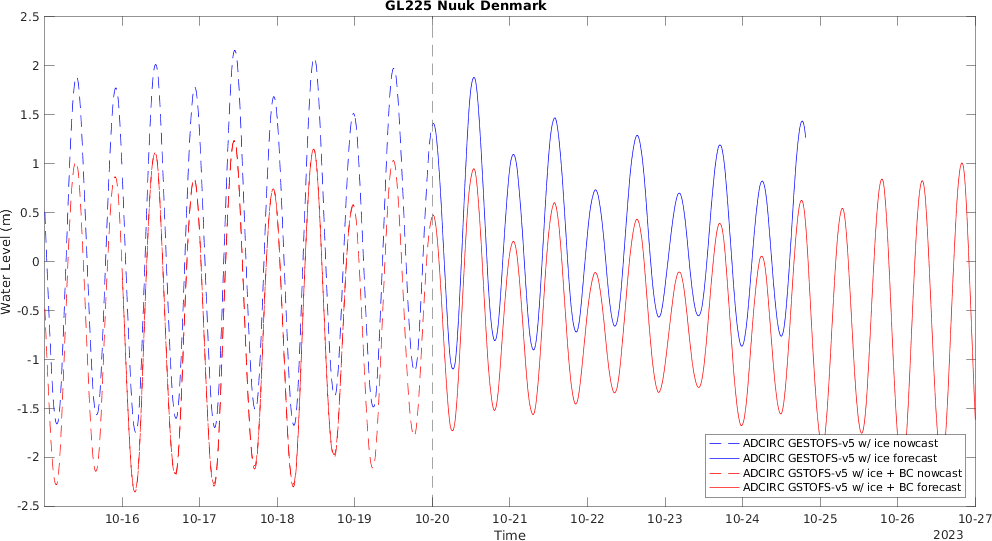 GL225 Nuuk Denmark
2.5
2
1.5
1
0.5
0
-0.5
-1
-1.5
-2
-2.5
Water Level (m)
10-16 10-17 10-18 10-19 10-20 10-21 10-22 10-23 10-24 10-25 10-26 10-27
Time
2023
ADCIRC GESTOFS-v5 w/ ice nowcast
ADCIRC GESTOFS-v5 w/ ice forecast
ADCIRC GSTOFS-v5 w/ ice + BC nowcast
ADCIRC GSTOFS-v5 w/ ice + BC forecast